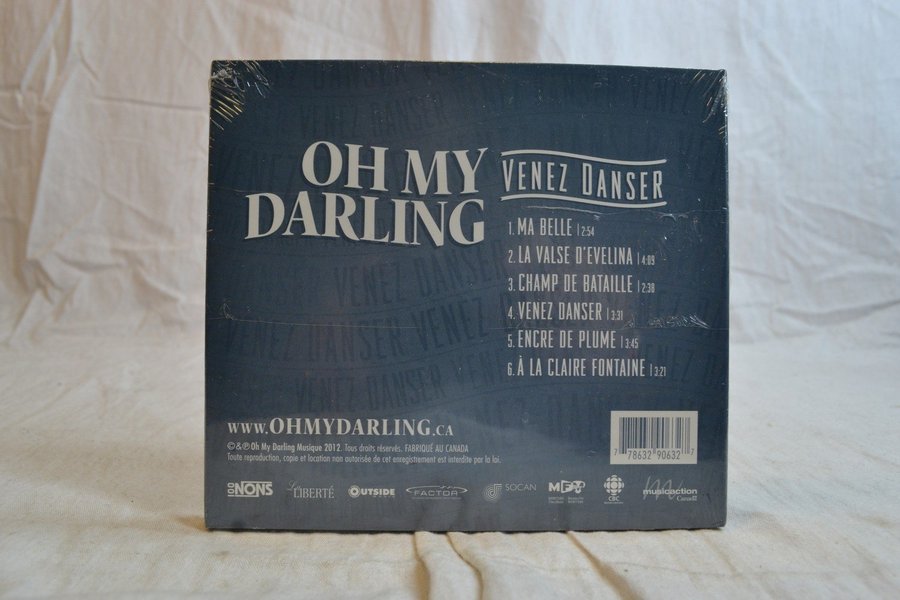 OH MY
DARLING
VENEZ DANSER
1. MA BELLE | 2:54
2. LA VALSE D'EVELINA | 4:09
3. CHAMP DE BATAILLE | 2:38
4. VENEZ DANSER | 3:31
5. ENCRE DE PLUME | 3:45
6. À LA CLAIRE FONTAINE | 3:21
WWW.OHMYDARLING.CA
©&℗Oh My Darling Musique 2012. Tous droits réservés. FABRIQUÉ AU CANADA
Toute reproduction, copie et location non autorisée de cet enregistrement est interdite par la loi.
7 78632 90632 7
NONS
LIBERTÉ
OUTSIDE
FACTOR
SOCAN
CBC
musicaction
Canada